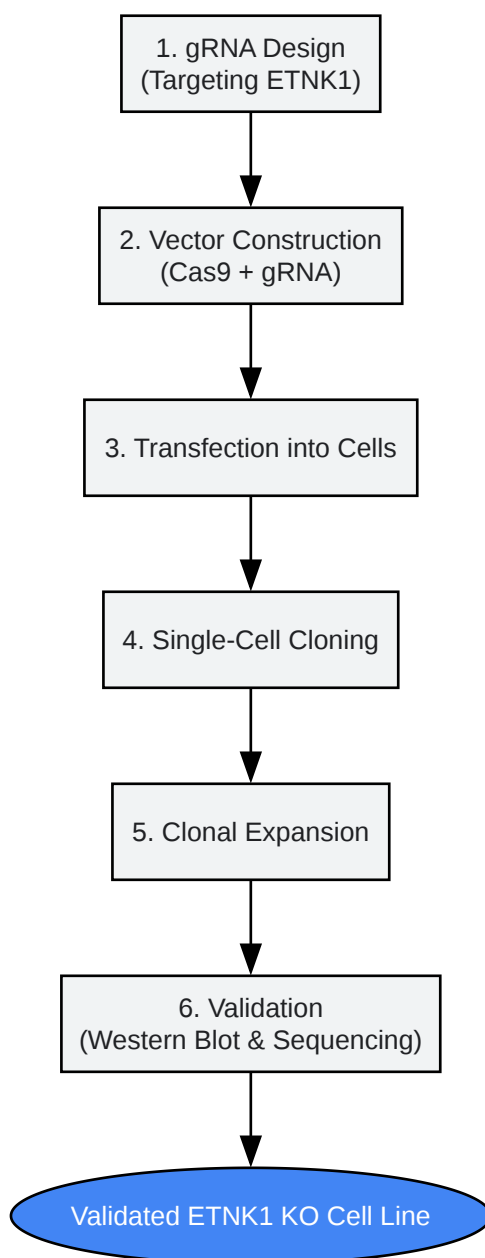 1. gRNA Design
(Targeting ETNK1)
2. Vector Construction
(Cas9 + gRNA)
3. Transfection into Cells
4. Single-Cell Cloning
5. Clonal Expansion
6. Validation
(Western Blot & Sequencing)
Validated ETNK1 KO Cell Line